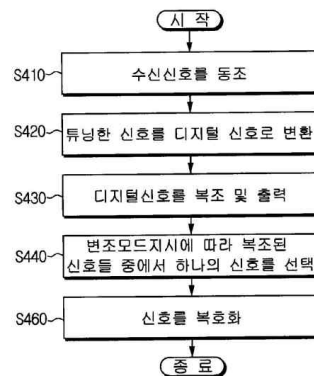 시 작
S410
수신신호를 동조
S420
튜닝한 신호를 디지털 신호로 변환
S430
디지털신호를 복조 및 출력
S440
변조모드지시에 따라 복조된
신호들 중에서 하나의 신호를 선택
S460
신호를 복호화
종 료